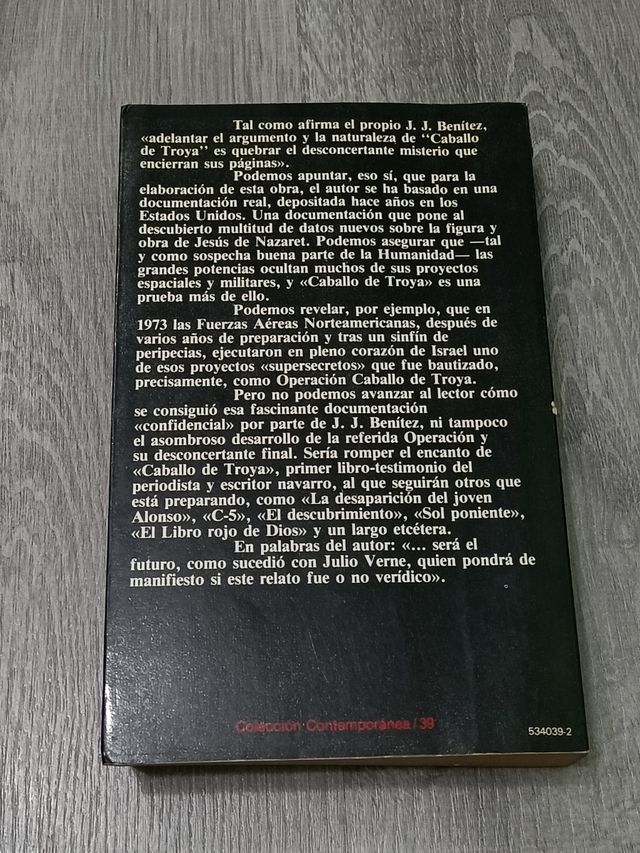 Tal como afirma el propio J. J. Benítez,
«adelantar el argumento y la naturaleza de "Caballo
de Troya" es quebrar el desconcertante misterio que
encierran sus páginas».
Podemos apuntar, eso sí, que para la
elaboración de esta obra, el autor se ha basado en una
documentación real, depositada hace años en los
Estados Unidos. Una documentación que pone al
descubierto multitud de datos nuevos sobre la figura y
obra de Jesús de Nazaret. Podemos asegurar que —tal
y como sospecha buena parte de la Humanidad— las
grandes potencias ocultan muchos de sus proyectos
espaciales y militares, y «Caballo de Troya» es una
prueba más de ello.
Podemos revelar, por ejemplo, que en
1973 las Fuerzas Aéreas Norteamericanas, después de
varios años de preparación y tras un sinfín de
peripecias, ejecutaron en pleno corazón de Israel uno
de esos proyectos «supersecretos» que fue bautizado,
precisamente, como Operación Caballo de Troya.
Pero no podemos avanzar al lector cómo
se consiguió esa fascinante documentación
«confidencial» por parte de J. J. Benítez, ni tampoco
el asombroso desarrollo de la referida Operación y
su desconcertante final. Sería romper el encanto de
«Caballo de Troya», primer libro-testimonio del
periodista y escritor navarro, al que seguirán otros que
está preparando, como «La desaparición del joven
Alonso», «C-5», «El descubrimiento», «Sol poniente»,
«El Libro rojo de Dios» y un largo etcétera.
En palabras del autor: «... será el
futuro, como sucedió con Julio Verne, quien pondrá de
manifiesto si este relato fue o no verídico».
Colección Contemporánea / 39
534039-2